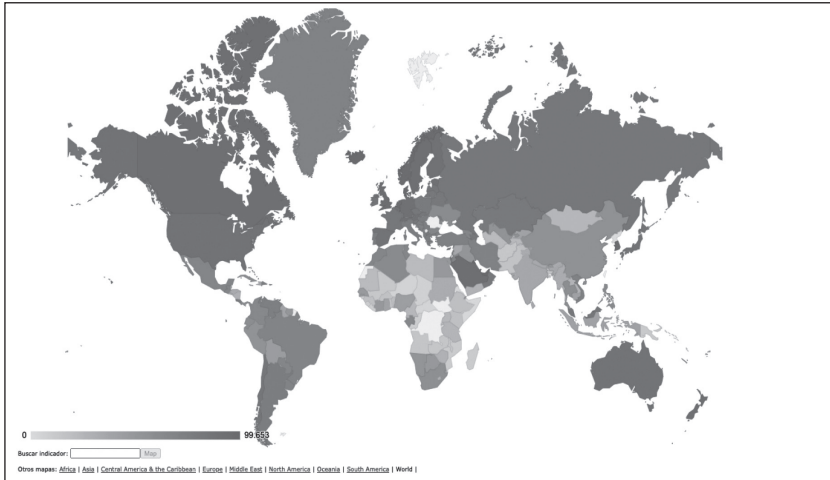 0 99.653
Buscar indicador: Map
Otros mapas: Africa | Asia | Central America & the Caribbean | Europe | Middle East | North America | Oceania | South America | World |